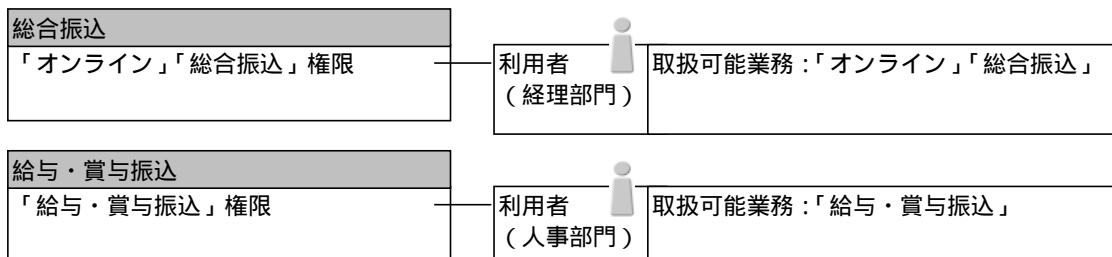 総合振込
「オンライン」「総合振込」権限
利用者
(経理部門)
取扱可能業務:「オンライン」「総合振込」
給与・賞与振込
「給与・賞与振込」権限
利用者
(人事部門)
取扱可能業務:「給与・賞与振込」